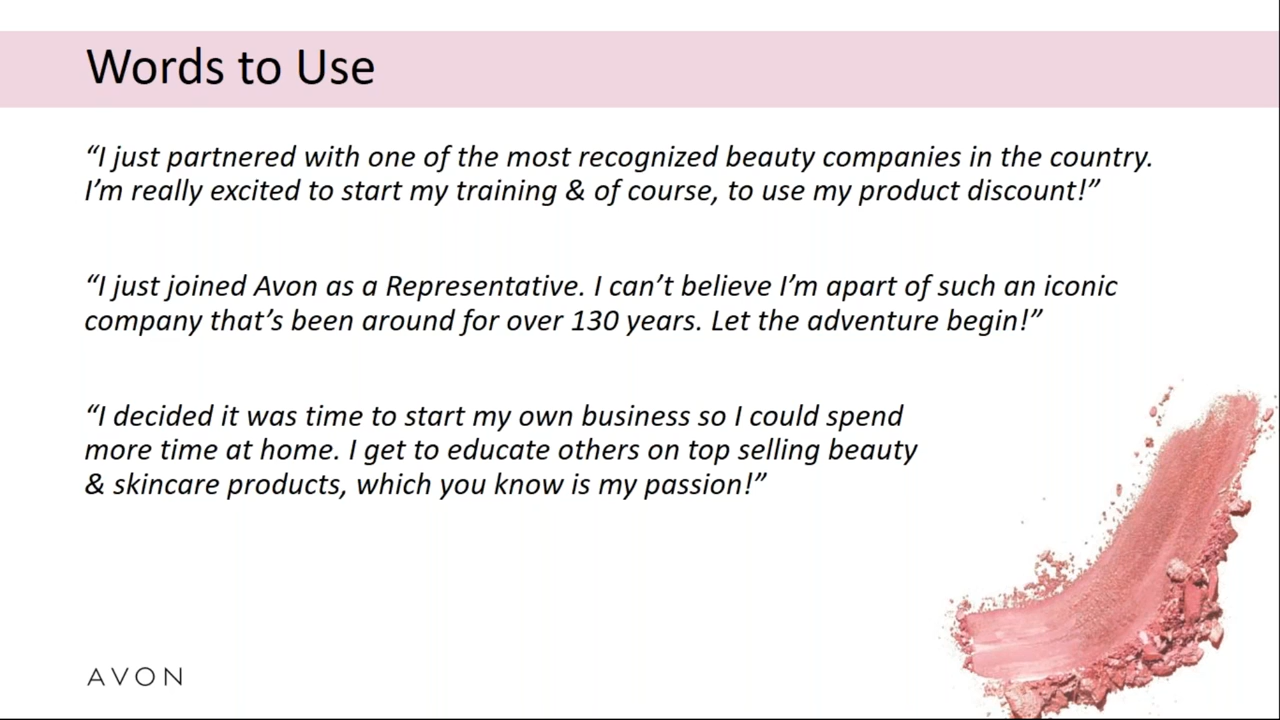 Words to Use
“I just partnered with one of the most recognized beauty companies in the country.
I’m really excited to start my training & of course, to use my product discount!”
“I just joined Avon as a Representative. I can’t believe I’m apart of such an iconic
company that’s been around for over 130 years. Let the adventure begin!”
“I decided it was time to start my own business so I could spend
more time at home. I get to educate others on top selling beauty
& skincare products, which you know is my passion!”
AVON